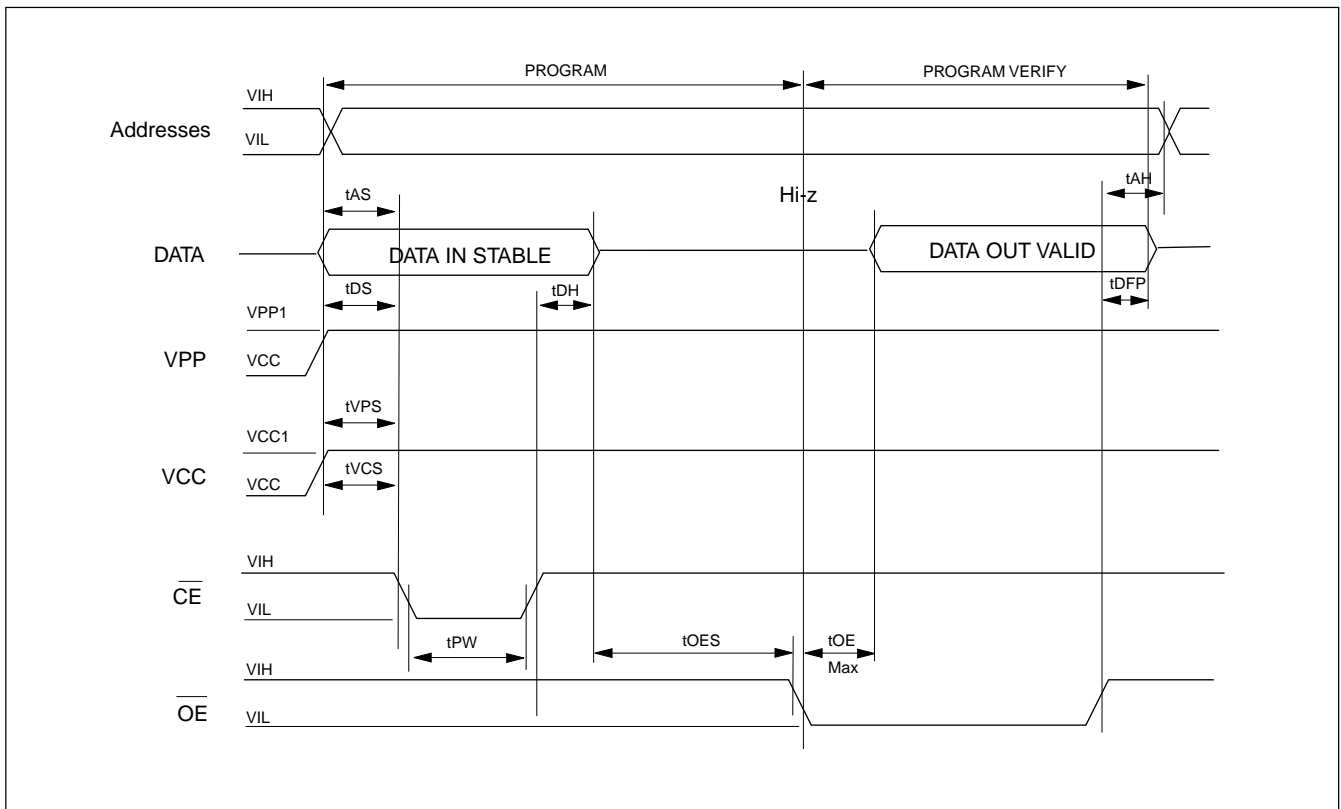 PROGRAM
PROGRAM VERIFY
VIH
Addresses
VIL
tAS
Hi-z
tAH
DATA
DATA IN STABLE
DATA OUT VALID
tDS
tDH
tDFP
VPP1
VPP
VCC
tVPS
VCC1
VCC
tVCS
VCC
VIH
CE
VIL
tPW
tOES
tOE
Max
VIH
OE
VIL